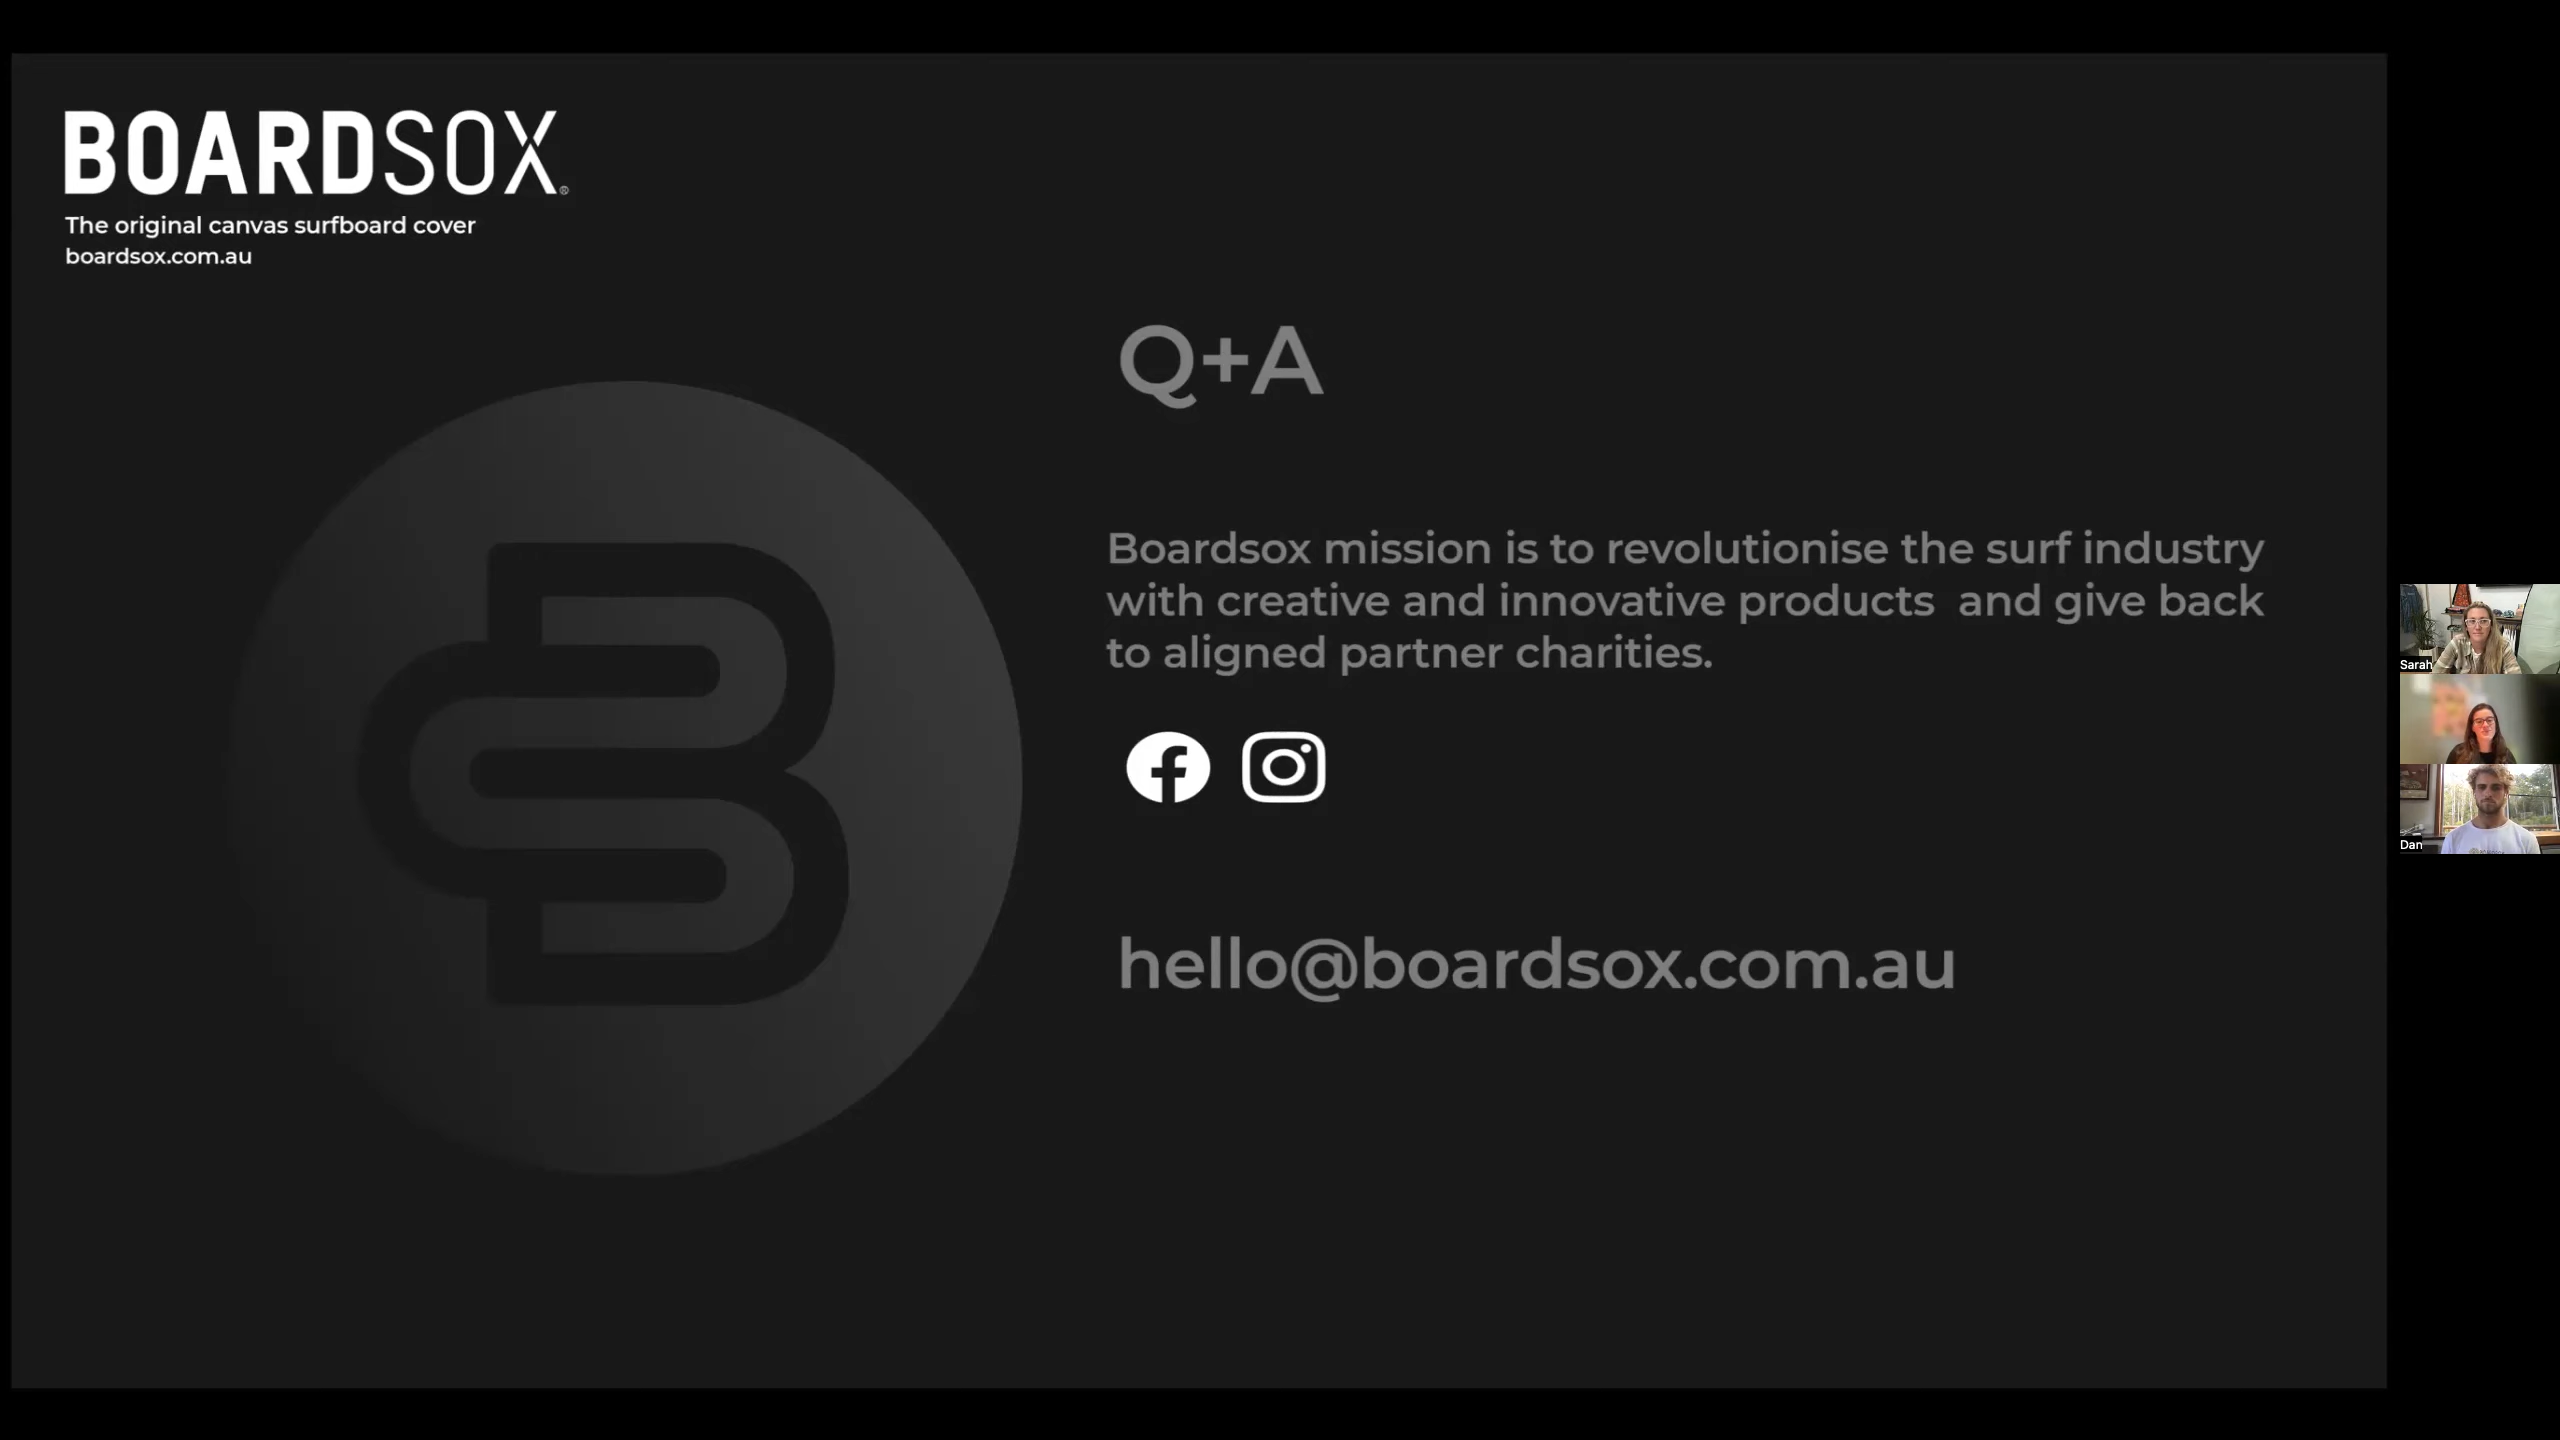 BOARDSOX®
The original canvas surfboard cover
boardsox.com.au
Q+A
Boardsox mission is to revolutionise the surf industry
with creative and innovative products  and give back
to aligned partner charities.
hello@boardsox.com.au
Sarah
Dan